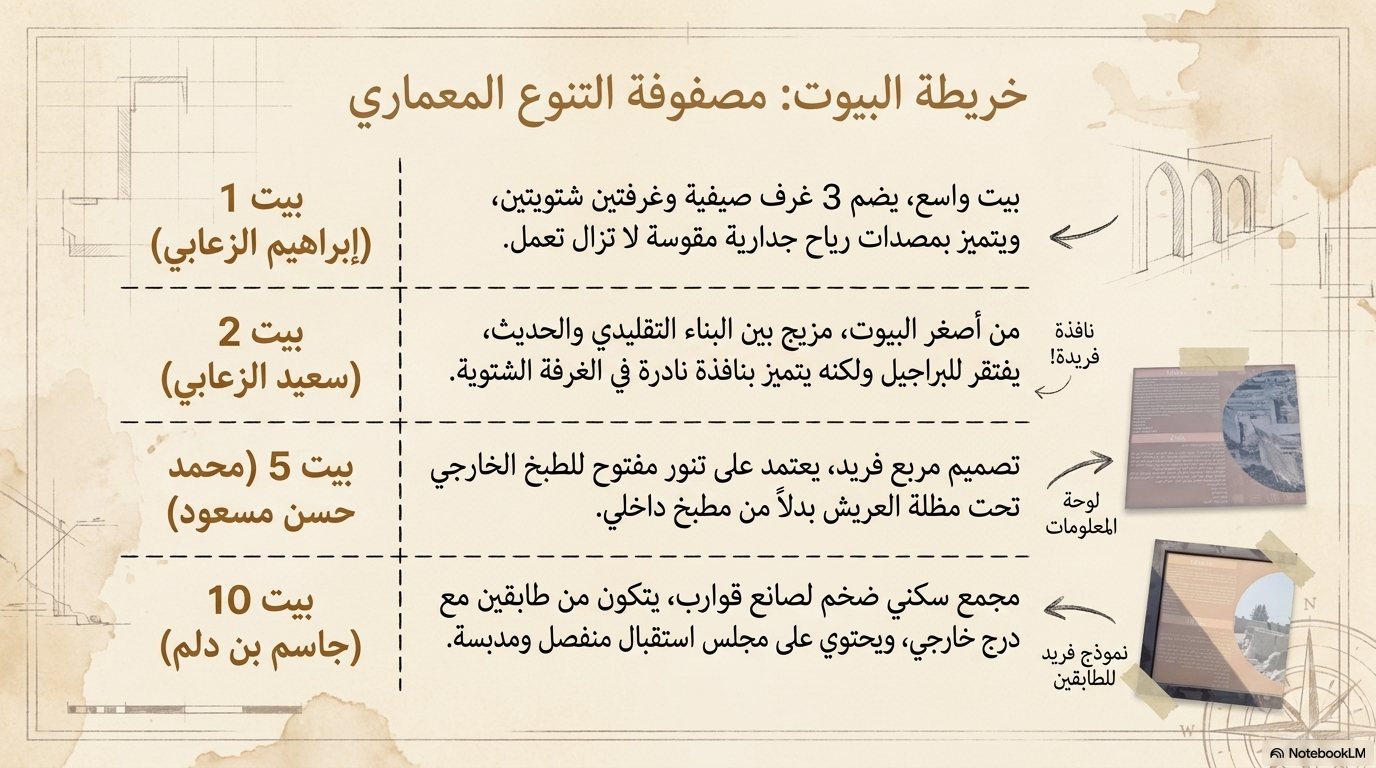 خريطة البيوت: مصفوفة التنوع المعماري
بيت 1
(إبراهيم الزعابي)
بيت واسع، يضم 3 غرف صيفية وغرفتين شتويتين،
ويتميز بمصدات رياح جدارية مقوسة لا تزال تعمل.
بيت 2
(سعيد الزعابي)
من أصغر البيوت، مزيج بين البناء التقليدي والحديث،
يفتقر للبراجيل ولكنه يتميز بنافذة نادرة في الغرفة الشتوية.
نافذة
فريدة!
بيت 5 (محمد
حسن مسعود)
تصميم مربع فريد، يعتمد على تنور مفتوح للطبخ الخارجي
تحت مظلة العريش بدلاً من مطبخ داخلي.
لوحة
المعلومات
بيت 10
(جاسم بن دلم)
مجمع سكني ضخم لصانع قوارب، يتكون من طابقين مع
درج خارجي، ويحتوي على مجلس استقبال منفصل ومدبسة.
نموذج فريد
للطابقين
N
W
NotebookLM